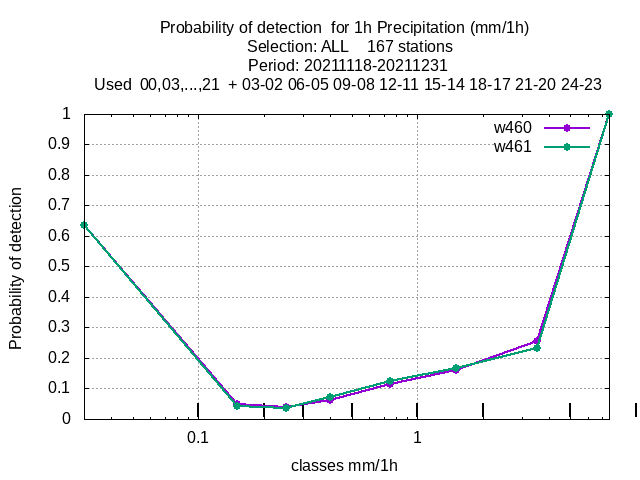 Probability of detection  for 1h Precipitation (mm/1h)
Selection: ALL    167 stations
Period: 20211118-20211231
Used  00,03,...,21  + 03-02 06-05 09-08 12-11 15-14 18-17 21-20 24-23
w460
w461
1
0.9
0.8
0.7
0.6
0.5
0.4
0.3
0.2
0.1
0
Probability of detection
0.1 1
classes mm/1h